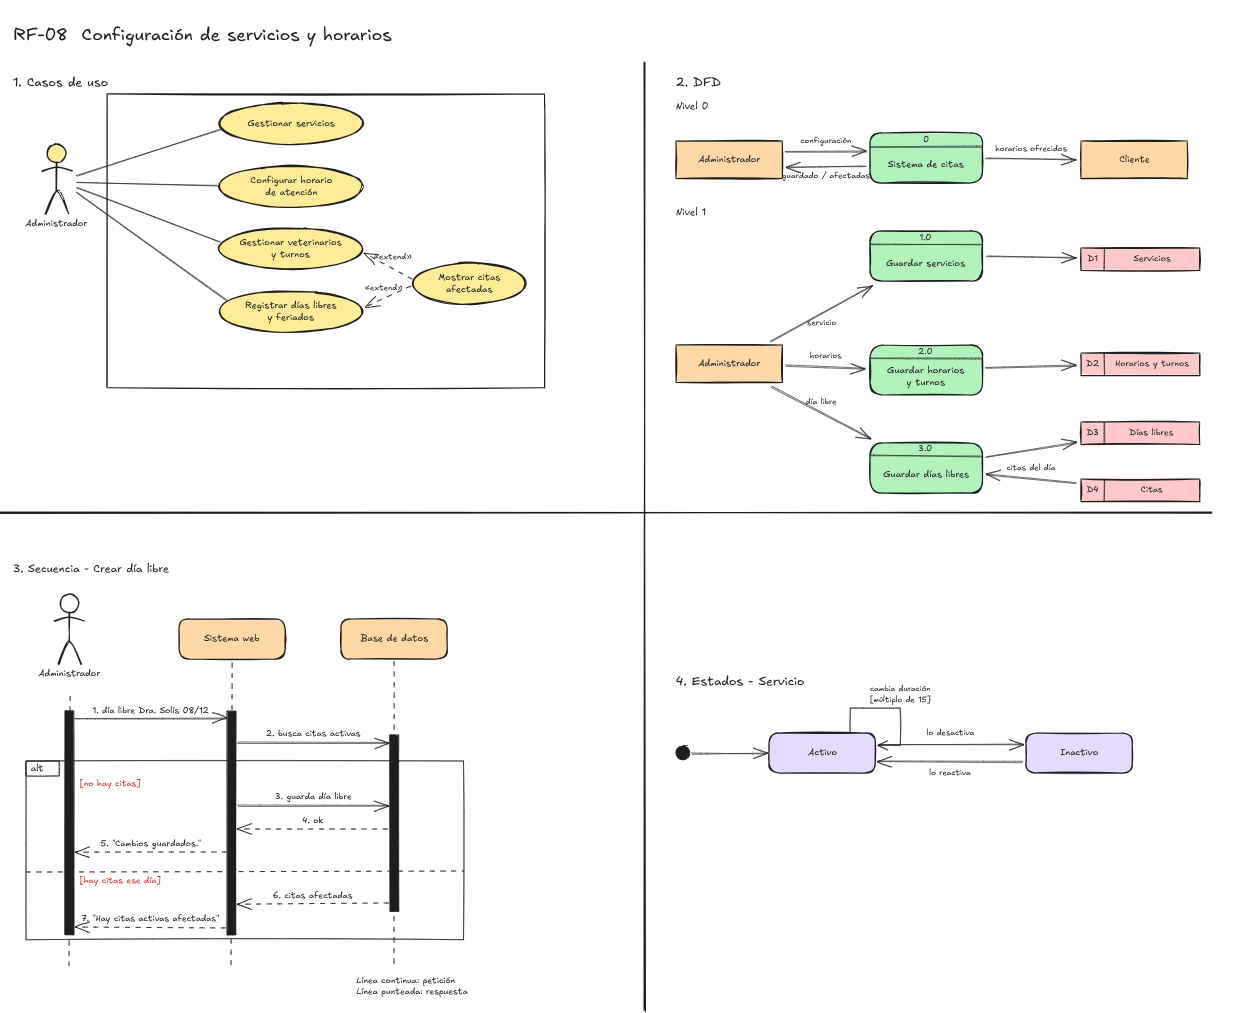 RF-08 Configuración de servicios y horarios
1. Casos de uso
Gestionar servicios
Configurar horario
de atención
Gestionar veterinarios
y turnos
Registrar días libres
y feriados
Mostrar citas
afectadas
«extend»
«extend»
Administrador
2. DFD
Nivel 0
Administrador
configuración
guardado / afectadas
0
Sistema de citas
horarios ofrecidos
Cliente
Nivel 1
1.0
Guardar servicios
D1 Servicios
servicio
Administrador
horarios
2.0
Guardar horarios
y turnos
D2 Horarios y turnos
día libre
3.0
Guardar días libres
D3 Días libres
citas del día
D4 Citas
3. Secuencia - Crear día libre
Administrador
Sistema web
Base de datos
1. día libre Dra. Solís 08/12
2. busca citas activas
alt
[no hay citas]
3. guarda día libre
4. ok
5. "Cambios guardados."
[hay citas ese día]
6. citas afectadas
7. "Hay citas activas afectadas"
Línea continua: petición
Línea punteada: respuesta
4. Estados - Servicio
cambia duración
[múltiplo de 15]
Activo
lo desactiva
lo reactiva
Inactivo